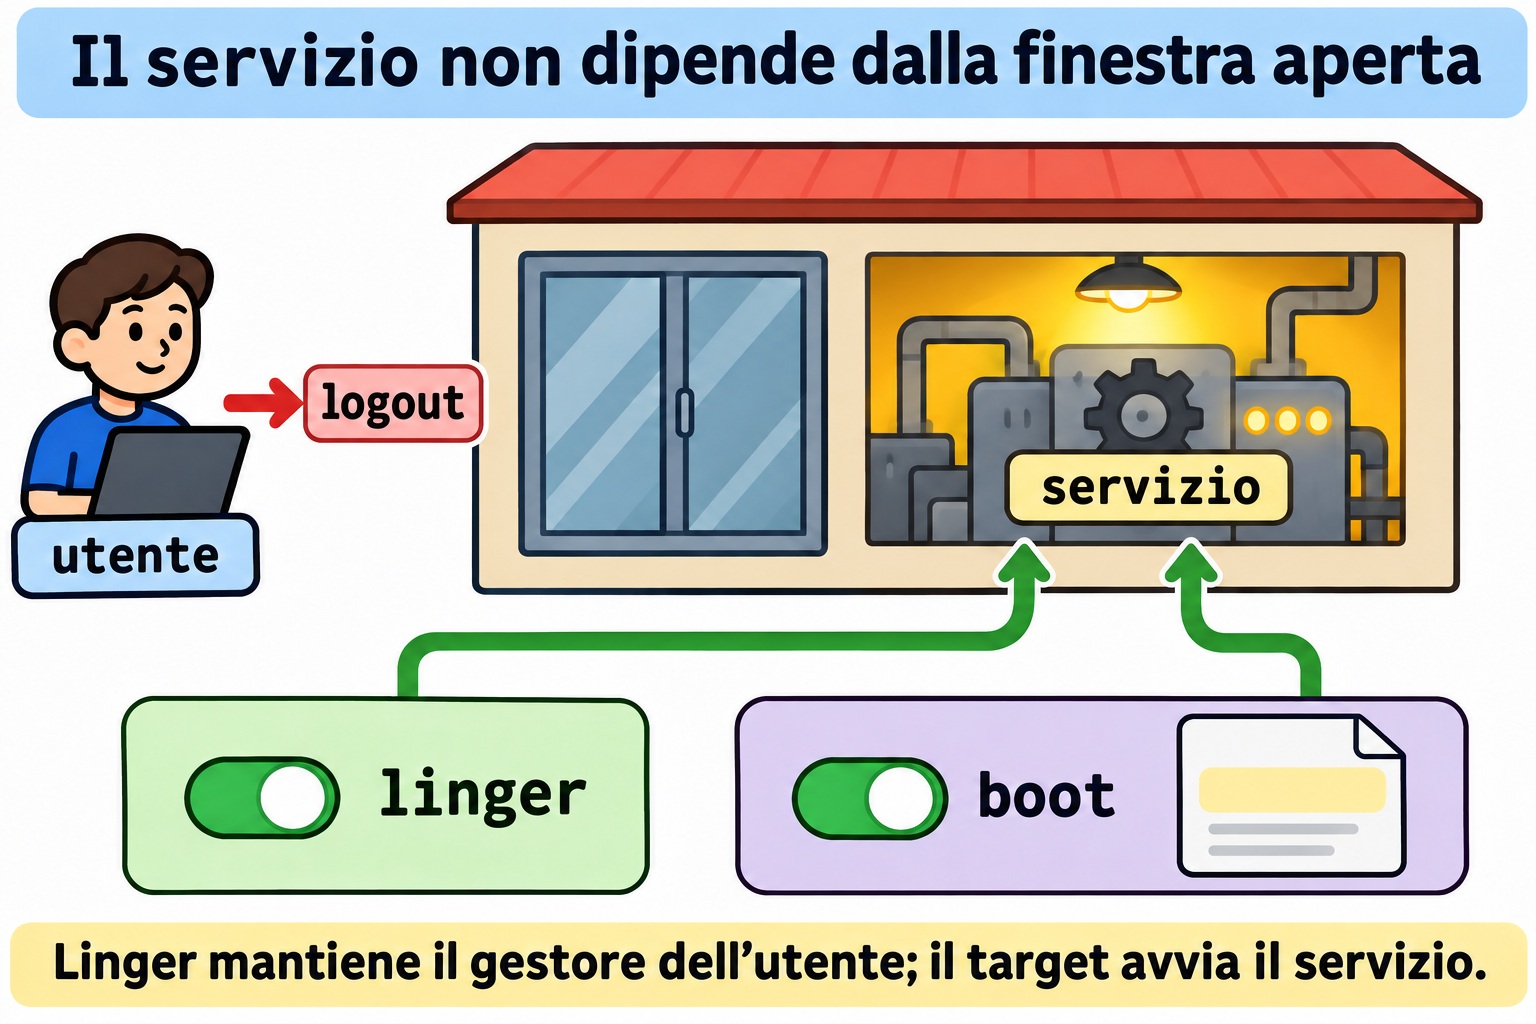 Il servizio non dipende dalla finestra aperta
logout
servizio
utente
linger
boot
Linger mantiene il gestore dell’utente; il target avvia il servizio.